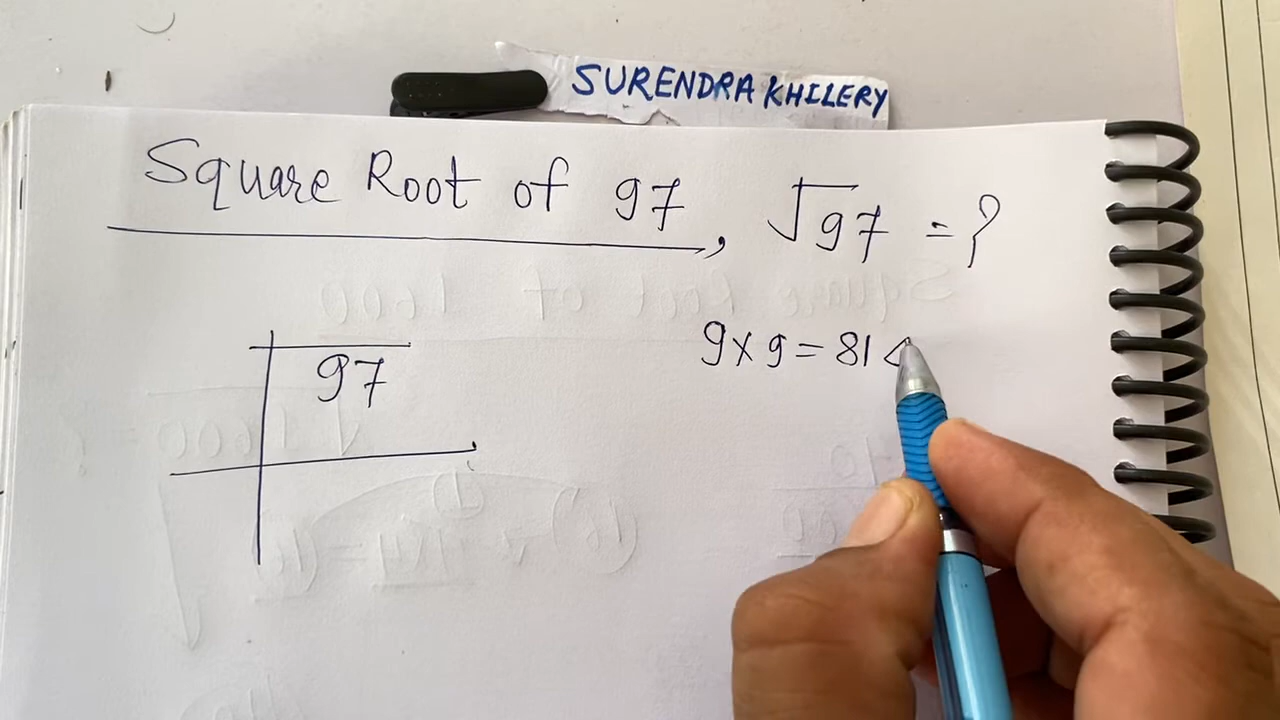 SURENDRA KHILERY
Square Root of 97, √97 = ?
97
9 × 9 = 81 <